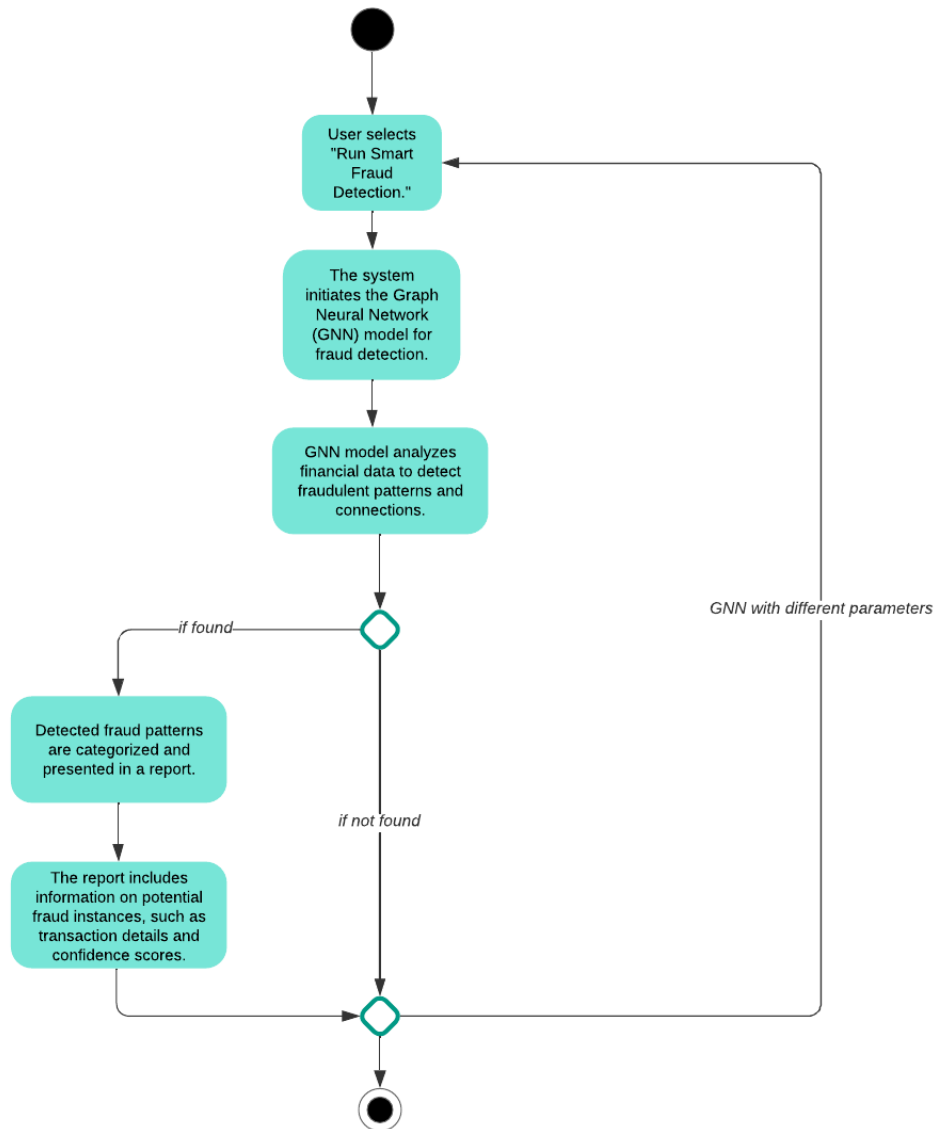 User selects
"Run Smart
Fraud
Detection."
The system
initiates the Graph
Neural Network
(GNN) model for
fraud detection.
GNN model analyzes
financial data to detect
fraudulent patterns and
connections.
GNN with different parameters
if found
Detected fraud patterns
are categorized and
presented in a report.
if not found
The report includes
information on potential
fraud instances, such as
transaction details and
confidence scores.